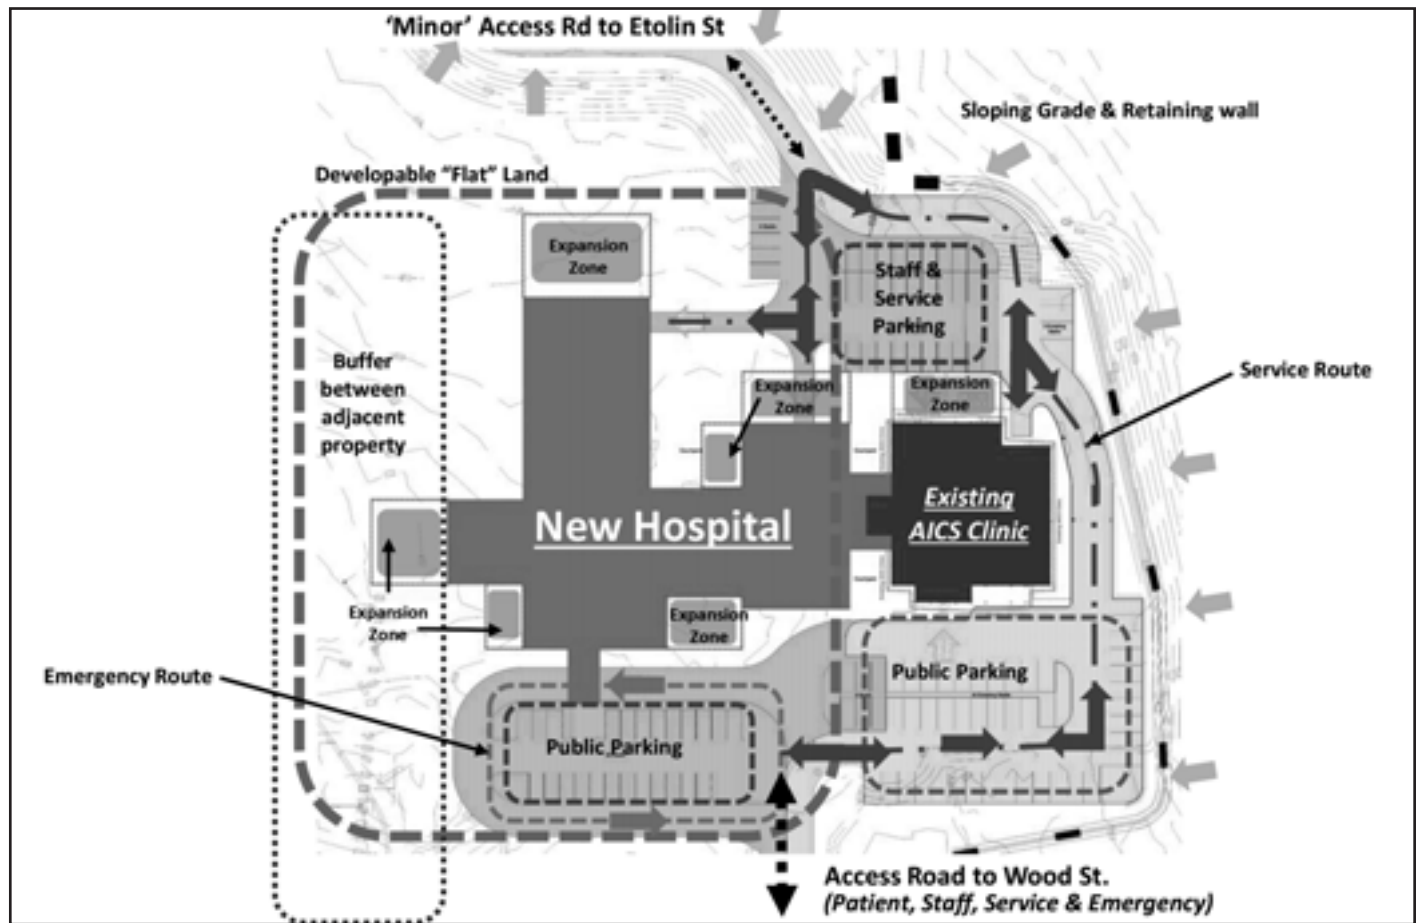 ‘Minor’ Access Rd to Etolin St
Sloping Grade & Retaining wall
Developable “Flat” Land
Expansion
Zone
Staff &
Service
Parking
Buffer
between
adjacent
property
Service Route
Expansion
Zone
Expansion
Zone
New Hospital
Existing
AICS Clinic
Expansion
Zone
Expansion
Zone
Emergency Route
Public Parking
Public Parking
Access Road to Wood St.
(Patient, Staff, Service & Emergency)